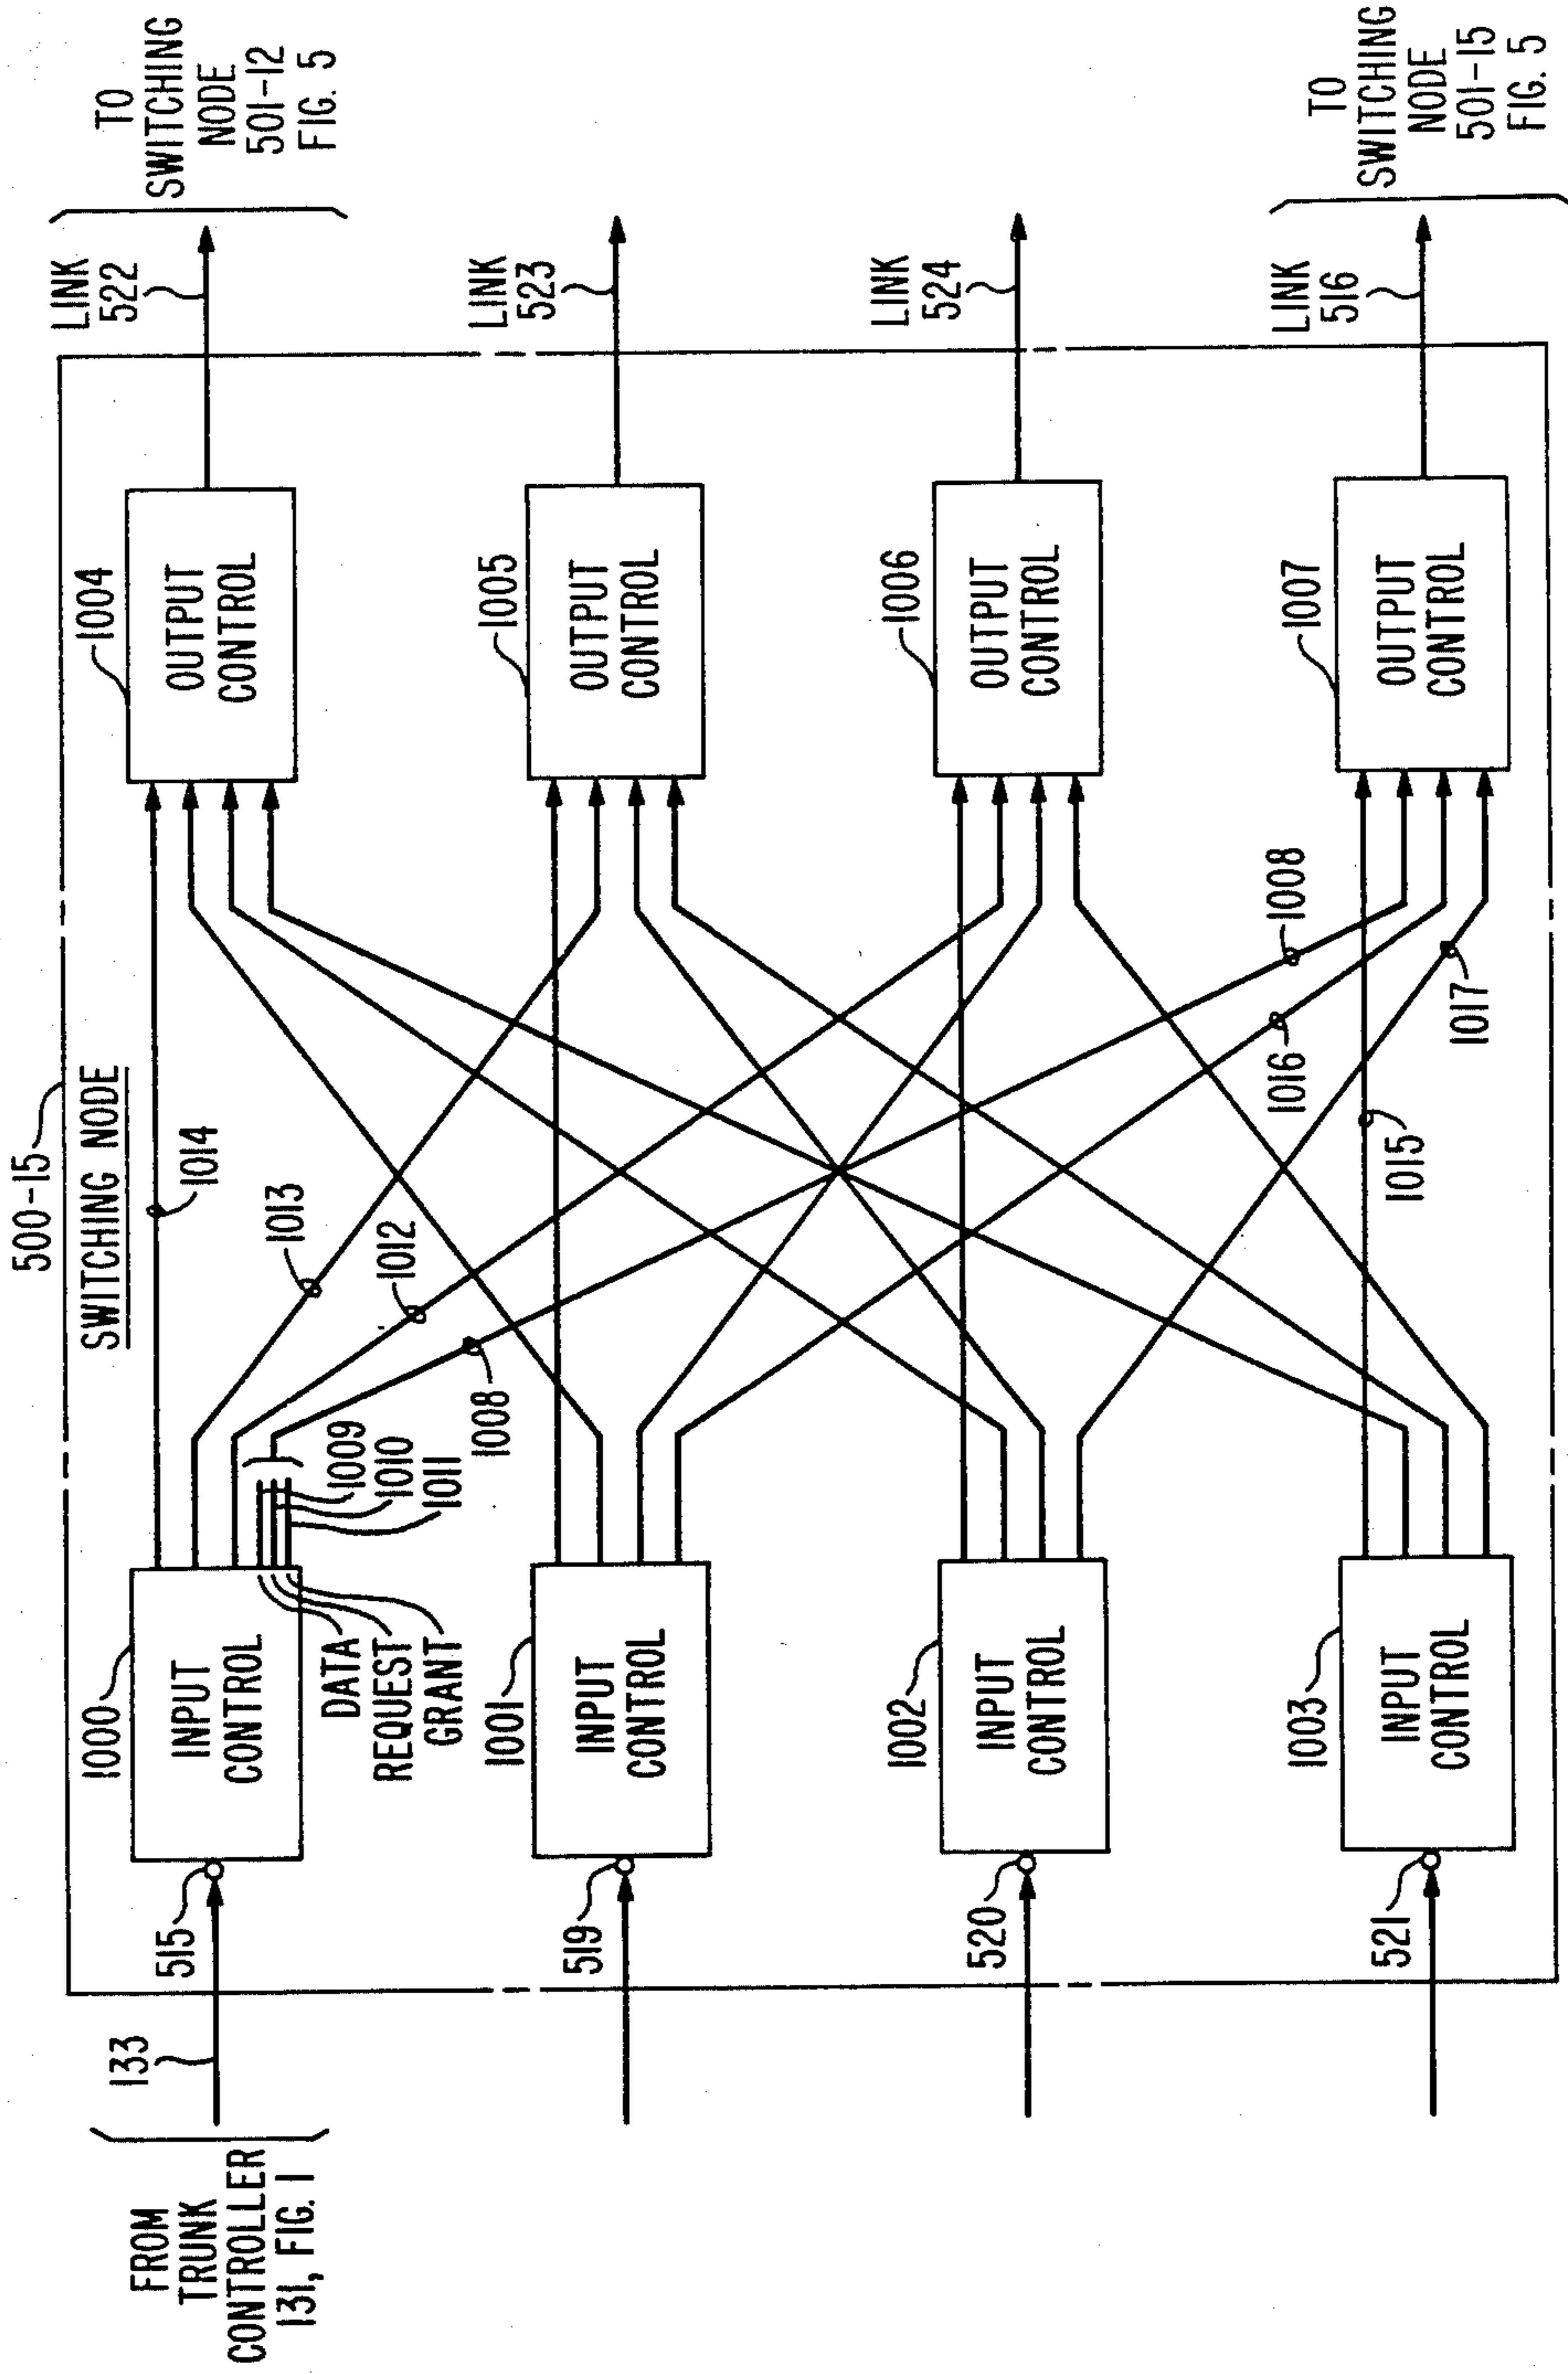 FROM
TRUNK
CONTROLLER
131, FIG. 1
133
500-15
SWITCHING NODE
515
1000
INPUT
CONTROL
DATA
REQUEST
GRANT
1009
1010
1011
1008
1012
1013
1014
1004
OUTPUT
CONTROL
LINK
522
TO
SWITCHING
NODE
501-12
FIG. 5
519
1001
INPUT
CONTROL
1005
OUTPUT
CONTROL
LINK
523
520
1002
INPUT
CONTROL
1006
OUTPUT
CONTROL
LINK
524
521
1003
INPUT
CONTROL
1015
1016
1017
1008
1007
OUTPUT
CONTROL
LINK
516
TO
SWITCHING
NODE
501-15
FIG. 5